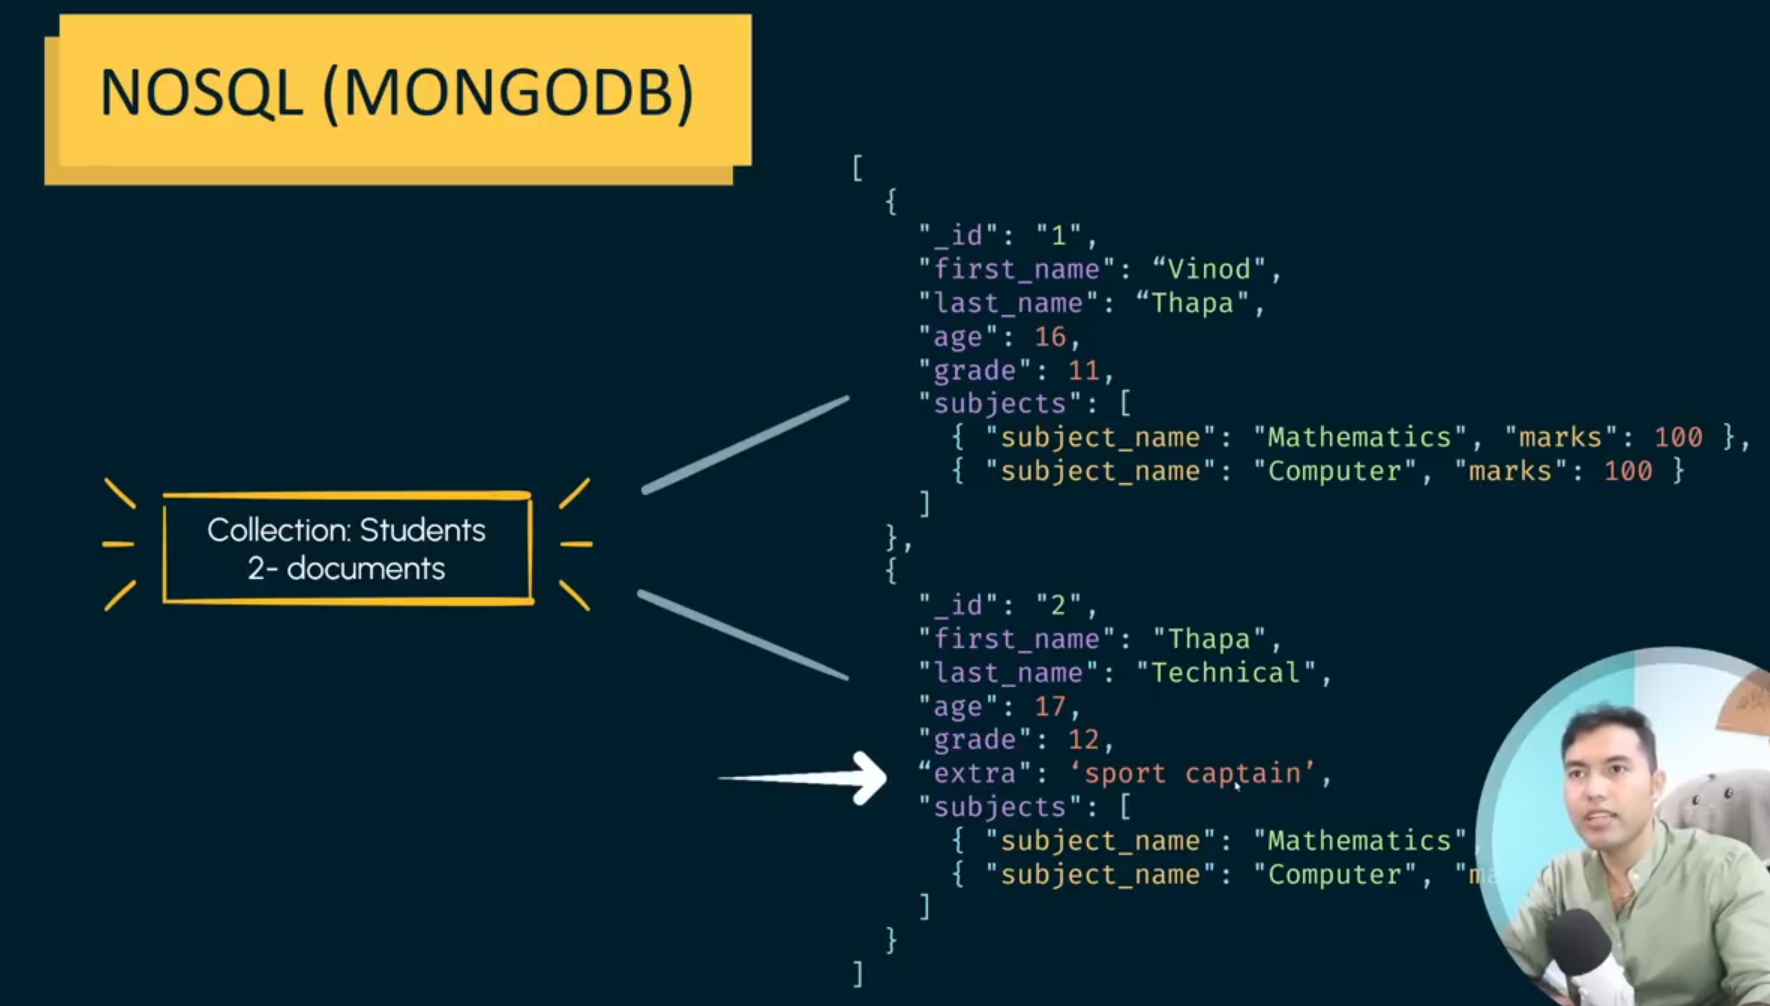 NOSQL (MONGODB)
Collection: Students
2- documents
[
{
"_id": "1",
"first_name": “Vinod",
"last_name": “Thapa",
"age": 16,
"grade": 11,
"subjects": [
{ "subject_name": "Mathematics", "marks": 100 },
{ "subject_name": "Computer", "marks": 100 }
]
},
{
"_id": "2",
"first_name": "Thapa",
"last_name": "Technical",
"age": 17,
"grade": 12,
“extra": ‘sport captain’,
"subjects": [
{ "subject_name": "Mathematics",
{ "subject_name": "Computer",
]
}
]